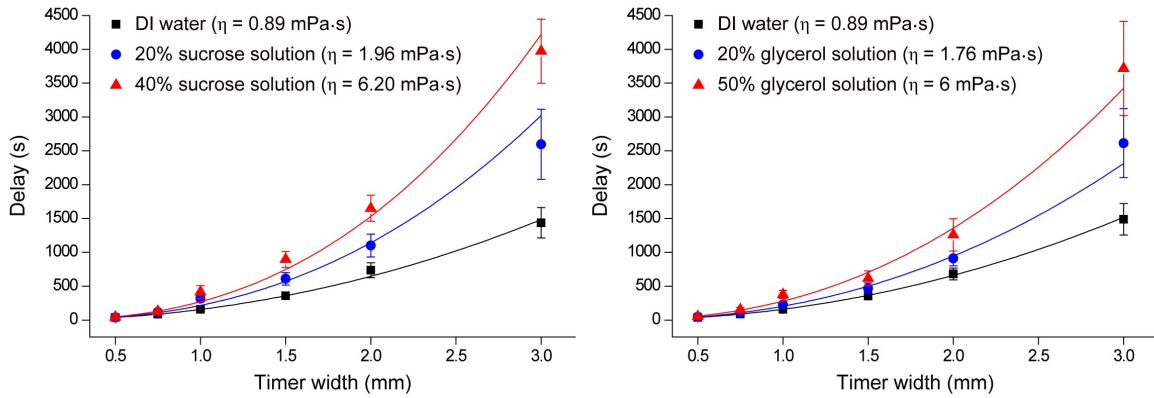 DI water (η = 0.89 mPa·s)
20% sucrose solution (η = 1.96 mPa·s)
40% sucrose solution (η = 6.20 mPa·s)
4500
4000
3500
3000
2500
2000
1500
1000
500
0
Delay (s)
0.5 1.0 1.5 2.0 2.5 3.0
Timer width (mm)
DI water (η = 0.89 mPa·s)
20% glycerol solution (η = 1.76 mPa·s)
50% glycerol solution (η = 6 mPa·s)
4500
4000
3500
3000
2500
2000
1500
1000
500
0
Delay (s)
0.5 1.0 1.5 2.0 2.5 3.0
Timer width (mm)